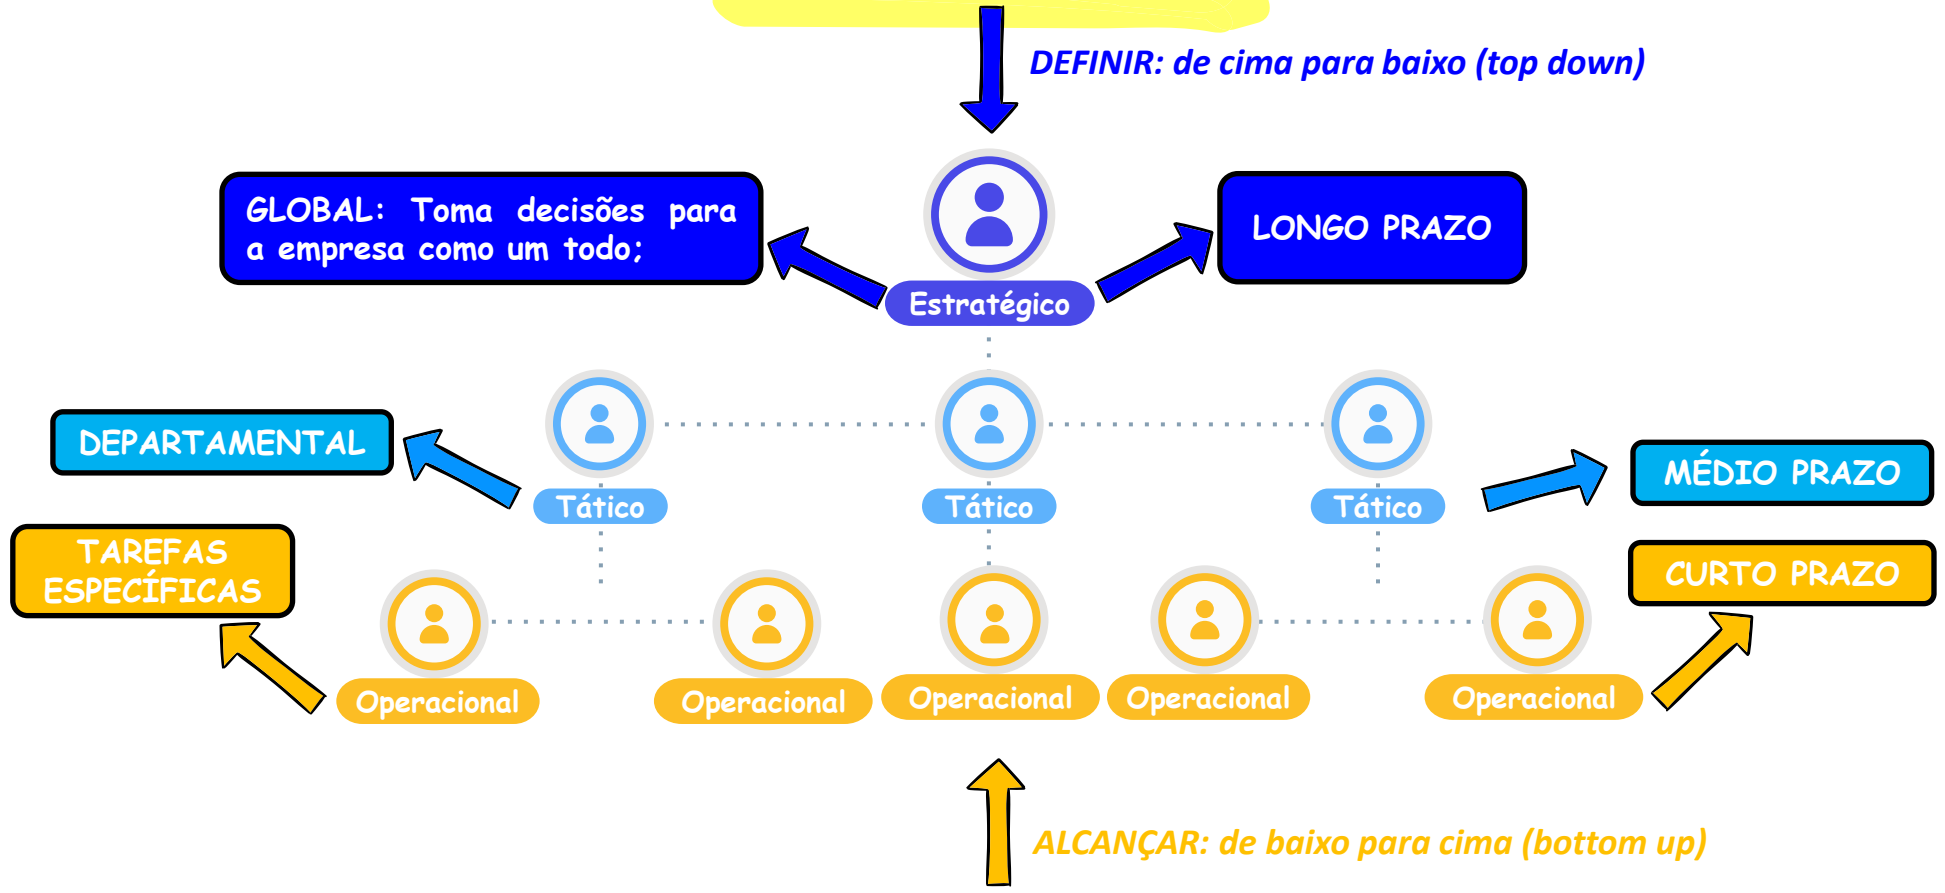 DEFINIR: de cima para baixo (top down)
GLOBAL: Toma decisões para
a empresa como um todo;
LONGO PRAZO
Estratégico
DEPARTAMENTAL
MÉDIO PRAZO
Tático
Tático
Tático
TAREFAS
ESPECÍFICAS
CURTO PRAZO
Operacional
Operacional
Operacional
Operacional
Operacional
ALCANÇAR: de baixo para cima (bottom up)